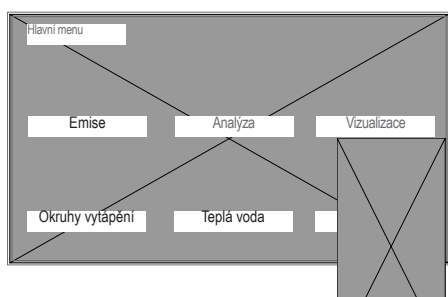 Hlavní menu
Emise Analýza Vizualizace
Okruhy vytápění Teplá voda